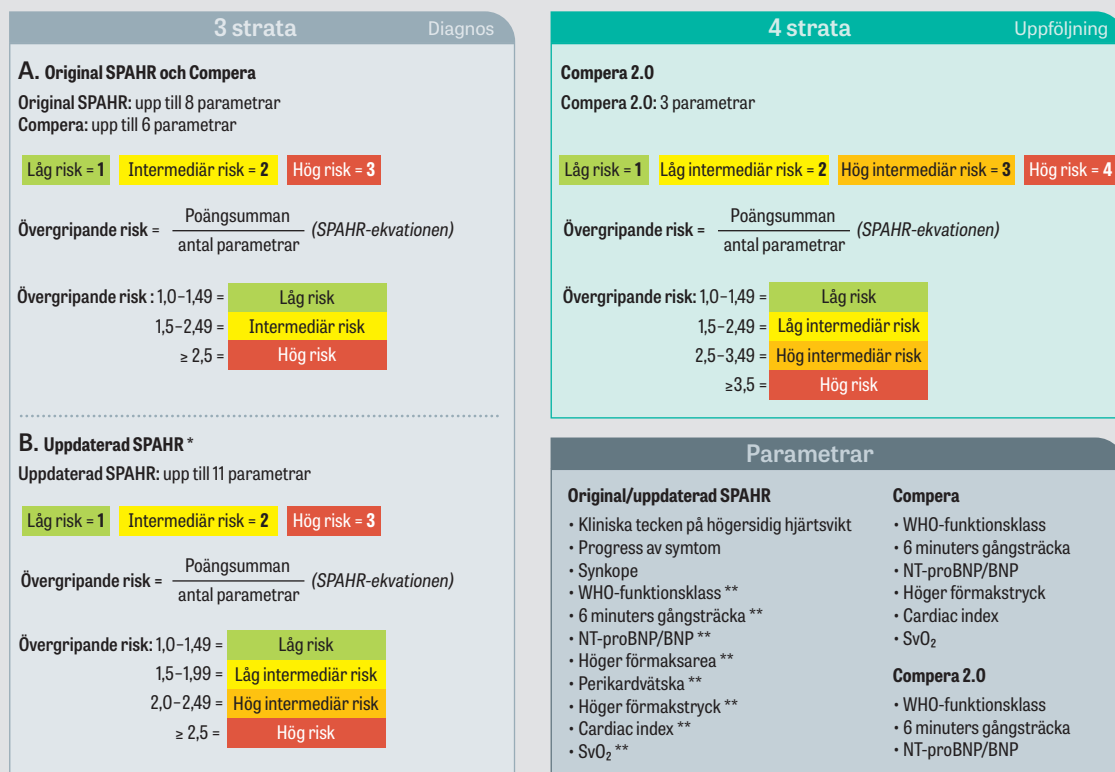 3 strata Diagnos
A. Original SPAHR och Compera
Original SPAHR: upp till 8 parametrar
Compera: upp till 6 parametrar
Låg risk = 1 Intermediär risk = 2 Hög risk = 3
Poängsumman
Övergripande risk = (SPAHR-ekvationen)
antal parametrar
Övergripande risk : 1,0–1,49 = Låg risk
1,5–2,49 = Intermediär risk
≥ 2,5 = Hög risk
B. Uppdaterad SPAHR *
Uppdaterad SPAHR: upp till 11 parametrar
Låg risk = 1 Intermediär risk = 2 Hög risk = 3
Poängsumman
Övergripande risk = (SPAHR-ekvationen)
antal parametrar
Övergripande risk: 1,0–1,49 = Låg risk
1,5–1,99 = Låg intermediär risk
2,0–2,49 = Hög intermediär risk
≥ 2,5 = Hög risk
4 strata Uppföljning
Compera 2.0
Compera 2.0: 3 parametrar
Låg risk = 1 Låg intermediär risk = 2 Hög intermediär risk = 3 Hög risk = 4
Poängsumman
Övergripande risk = (SPAHR-ekvationen)
antal parametrar
Övergripande risk: 1,0–1,49 = Låg risk
1,5–2,49 = Låg intermediär risk
2,5–3,49 = Hög intermediär risk
≥3,5 = Hög risk
Parametrar
Original/uppdaterad SPAHR
• Kliniska tecken på högersidig hjärtsvikt
• Progress av symtom
• Synkope
• WHO-funktionsklass **
• 6 minuters gångsträcka **
• NT-proBNP/BNP **
• Höger förmaksarea **
• Perikardvätska **
• Höger förmakstryck **
• Cardiac index **
• SvO₂ **
Compera
• WHO-funktionsklass
• 6 minuters gångsträcka
• NT-proBNP/BNP
• Höger förmakstryck
• Cardiac index
• SvO₂
Compera 2.0
• WHO-funktionsklass
• 6 minuters gångsträcka
• NT-proBNP/BNP